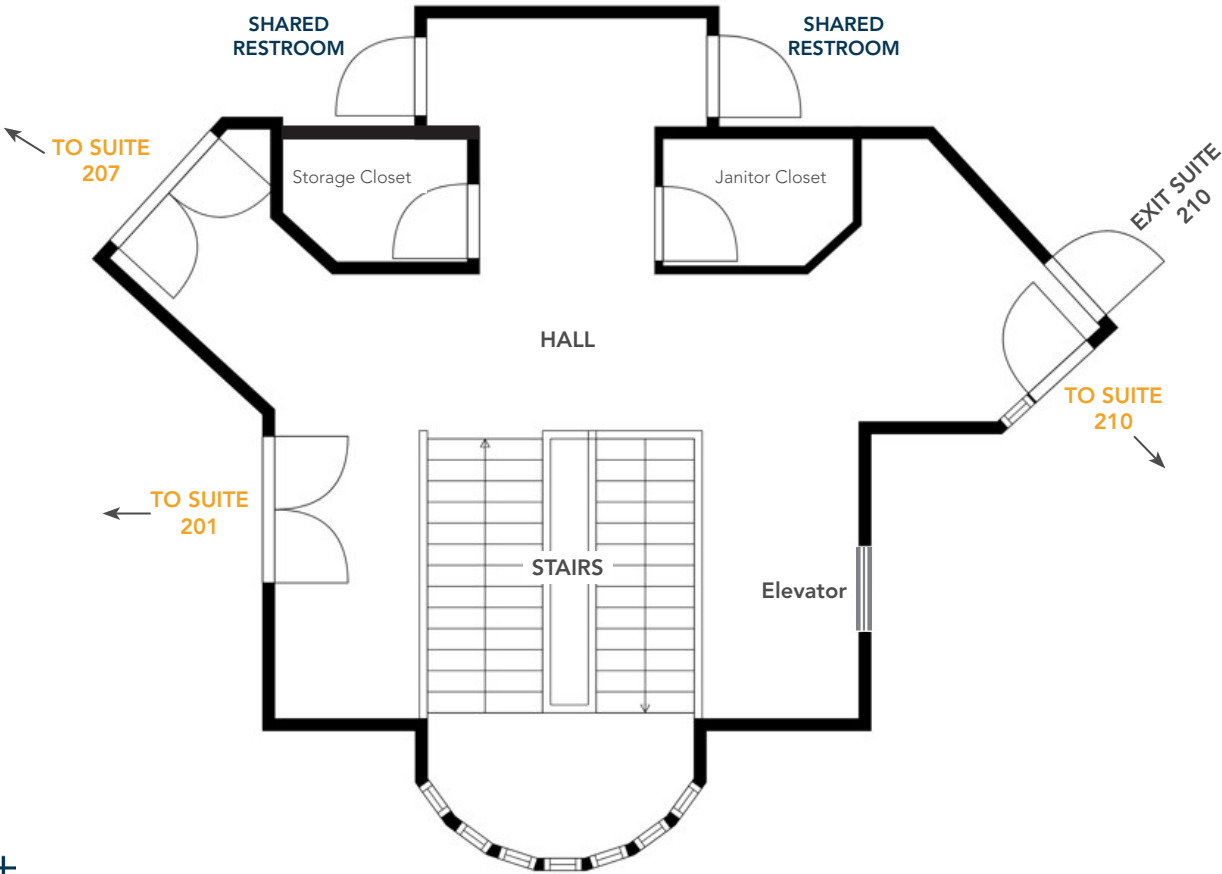 SHARED
RESTROOM
SHARED
RESTROOM
TO SUITE
207
Storage Closet
Janitor Closet
EXIT SUITE
210
HALL
TO SUITE
210
TO SUITE
201
STAIRS
Elevator